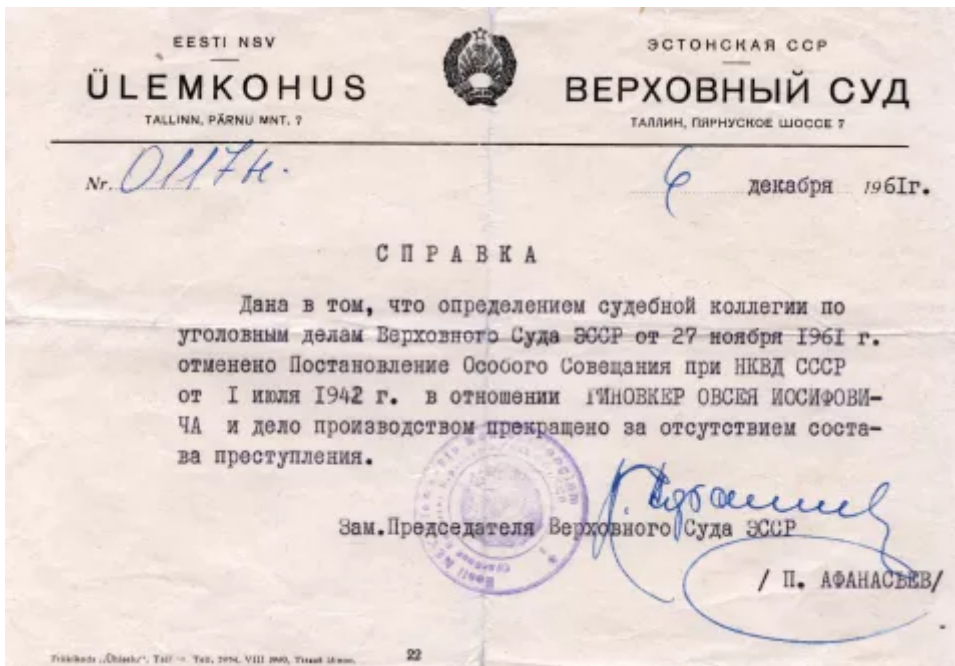 EESTI NSV
ÜLEMKOHUS
TALLINN, PÄRNU MNT. 7
ЭСТОНСКАЯ ССР
ВЕРХОВНЫЙ СУД
ТАЛЛИН, ПЯРНУСКОЕ ШОССЕ 7
Nr. 0117н.
6 декабря 1961г.
СПРАВКА
Дана в том, что определением судебной коллегии по
уголовным делам Верховного Суда ЭССР от 27 ноября 1961 г.
отменено Постановление Особого Совещания при НКВД СССР
от I июля 1942 г. в отношении ГИНОВКЕР ОВСЕЯ ИОСИФОВИ-
ЧА и дело производством прекращено за отсутствием соста-
ва преступления.
Зам.Председателя Верховного Суда ЭССР
/ П. АФАНАСЬЕВ/
22